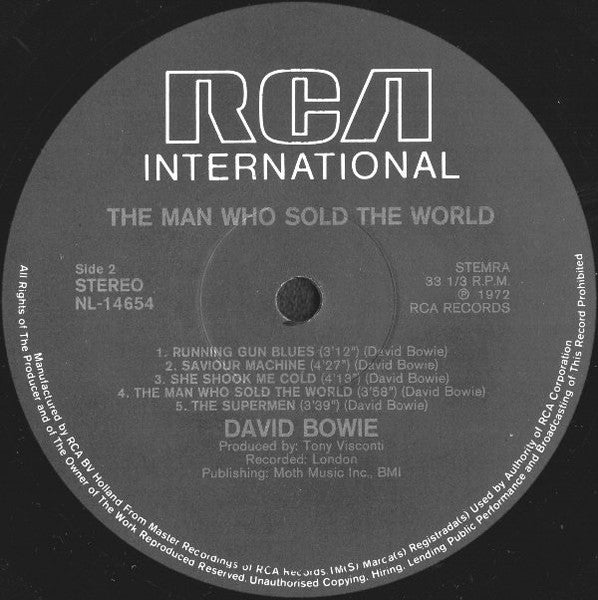 RCA
INTERNATIONAL
THE MAN WHO SOLD THE WORLD
Side 2
STEREO
NL-14654
STEMRA
33 1/3 R.P.M.
℗ 1972
RCA RECORDS
1. RUNNING GUN BLUES (3'12") (David Bowie)
2. SAVIOUR MACHINE (4'27") (David Bowie)
3. SHE SHOOK ME COLD (4'13") (David Bowie)
4. THE MAN WHO SOLD THE WORLD (3'58") (David Bowie)
5. THE SUPERMEN (3'39") (David Bowie)
DAVID BOWIE
Produced by: Tony Visconti
Recorded: London
Publishing: Moth Music Inc., BMI
Manufactured by RCA BV Holland From Master Recordings of RCA Records (M(S) Marca(s) Registrada(s) Used by Authority of RCA Corporation
All Rights of The Producer and of The Owner of The Work Reproduced Reserved. Unauthorised Copying. Hiring. Lending Public Performance and Broadcasting of This Record Prohibited